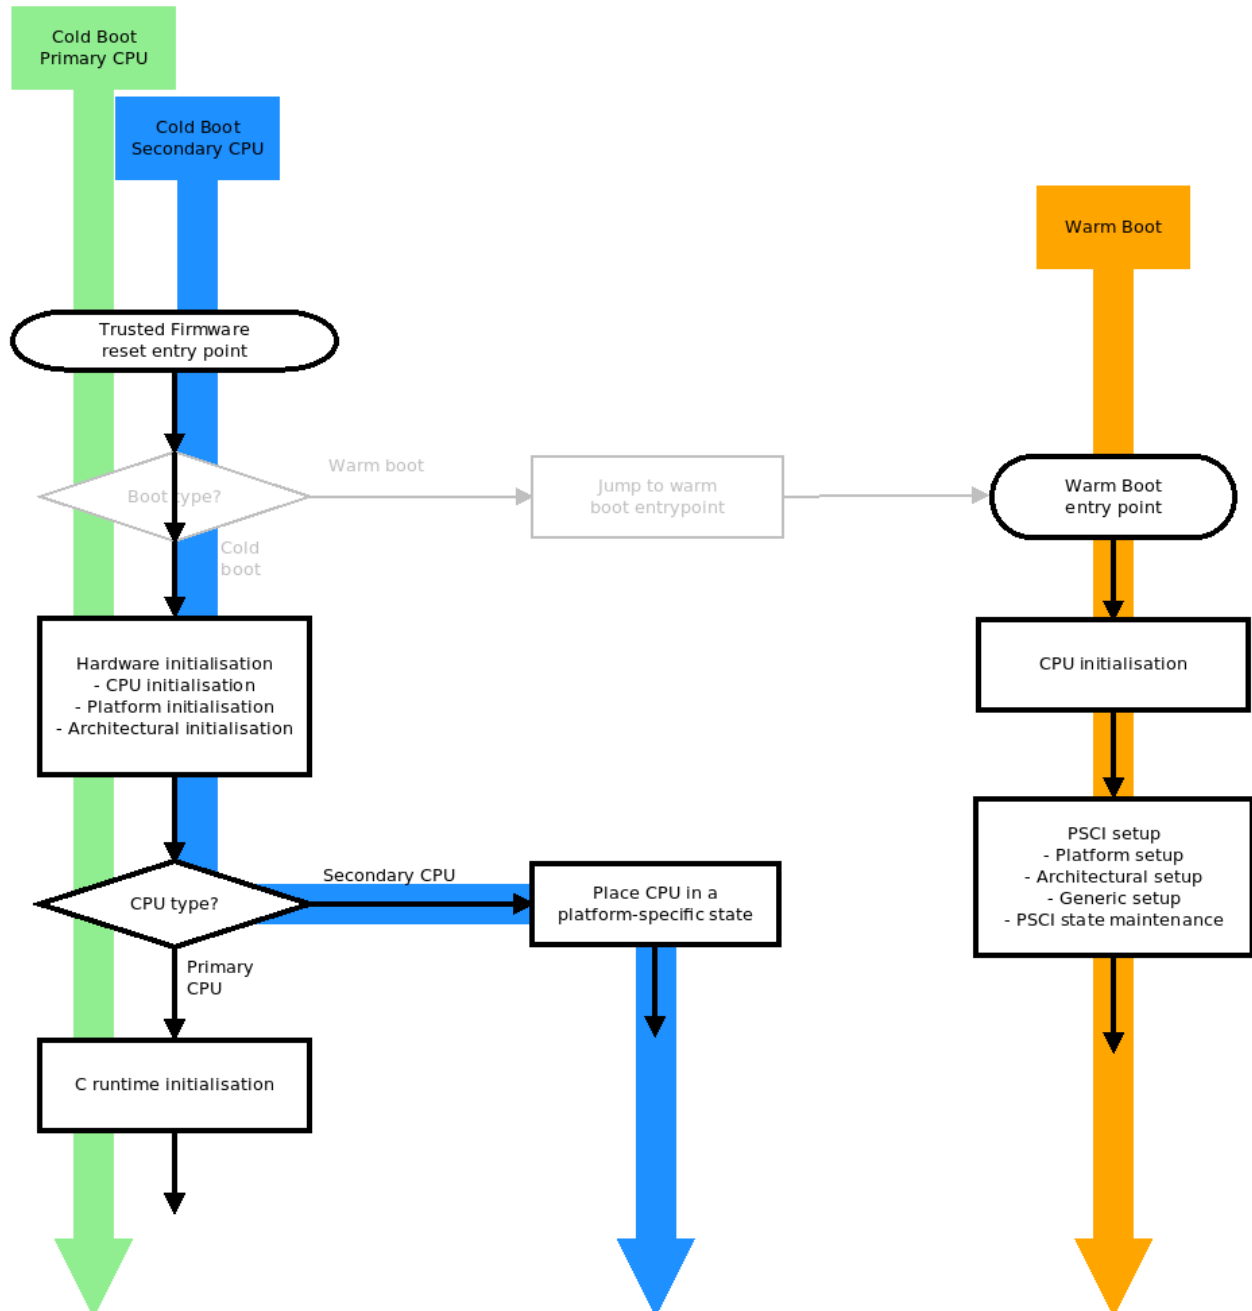 Cold Boot
Primary CPU
Cold Boot
Secondary CPU
Warm Boot
Trusted Firmware
reset entry point
Boot type?
Warm boot
Jump to warm
boot entrypoint
Warm Boot
entry point
Cold
boot
Hardware initialisation
- CPU initialisation
- Platform initialisation
- Architectural initialisation
CPU initialisation
CPU type?
Secondary CPU
Place CPU in a
platform-specific state
PSCI setup
- Platform setup
- Architectural setup
- Generic setup
- PSCI state maintenance
Primary
CPU
C runtime initialisation